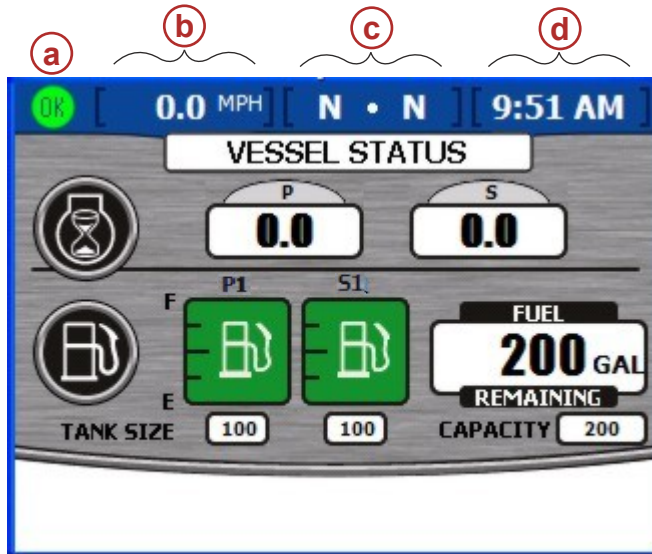 a b c d
OK [ 0.0 MPH ] [ N • N ] [ 9:51 AM ]
VESSEL STATUS
P S
0.0 0.0
P1 S1
F
FUEL
200 GAL
E
REMAINING
TANK SIZE 100 100 CAPACITY 200